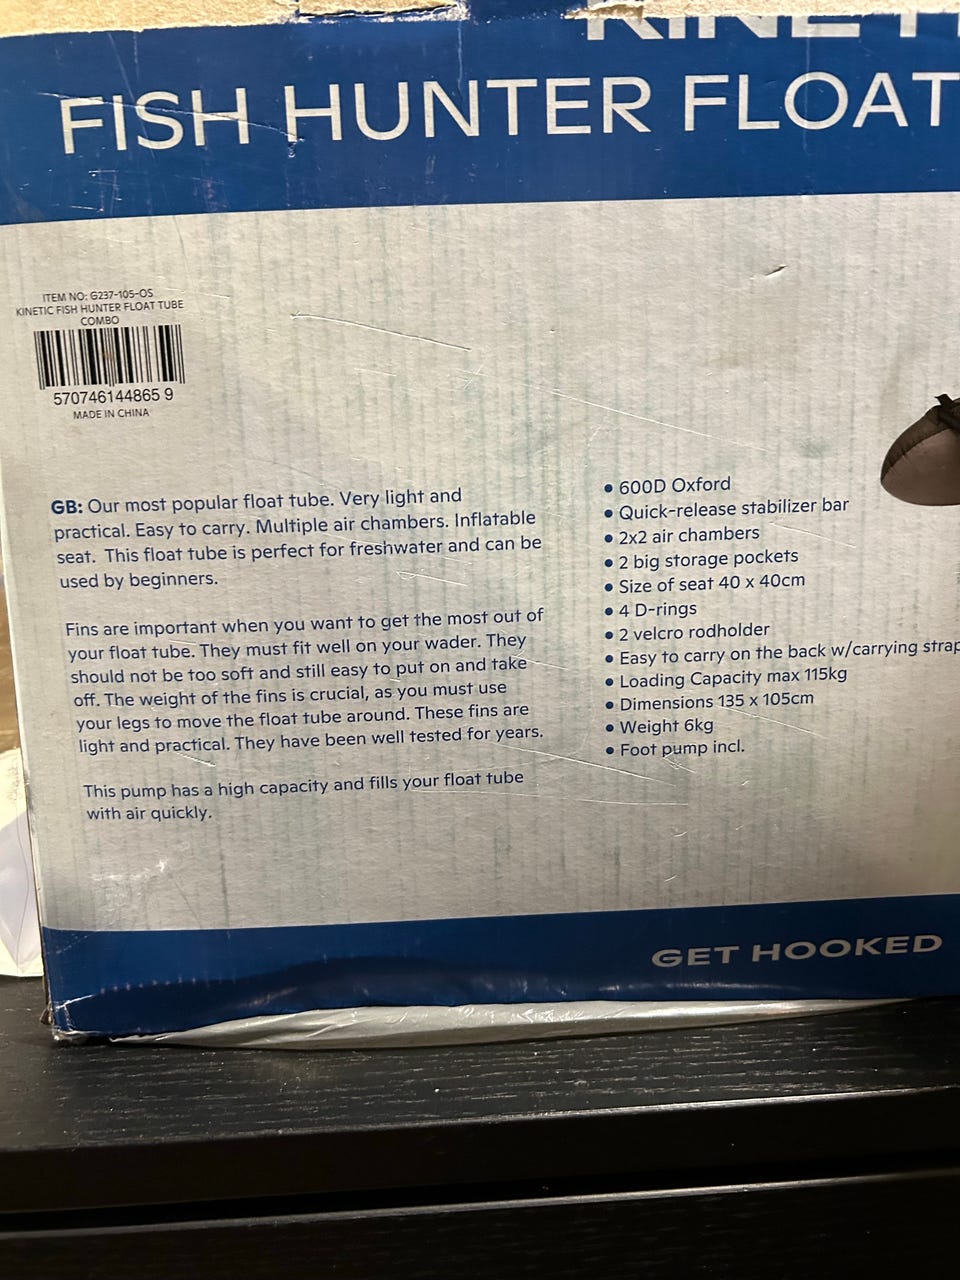 FISH HUNTER FLOAT
ITEM NO: G237-105-OS
KINETIC FISH HUNTER FLOAT TUBE
COMBO
570746144865 9
MADE IN CHINA
GB: Our most popular float tube. Very light and
practical. Easy to carry. Multiple air chambers. Inflatable
seat. This float tube is perfect for freshwater and can be
used by beginners.
Fins are important when you want to get the most out of
your float tube. They must fit well on your wader. They
should not be too soft and still easy to put on and take
off. The weight of the fins is crucial, as you must use
your legs to move the float tube around. These fins are
light and practical. They have been well tested for years.
This pump has a high capacity and fills your float tube
with air quickly.
• 600D Oxford
• Quick-release stabilizer bar
• 2x2 air chambers
• 2 big storage pockets
• Size of seat 40 x 40cm
• 4 D-rings
• 2 velcro rodholder
• Easy to carry on the back w/carrying strap
• Loading Capacity max 115kg
• Dimensions 135 x 105cm
• Weight 6kg
• Foot pump incl.
GET HOOKED